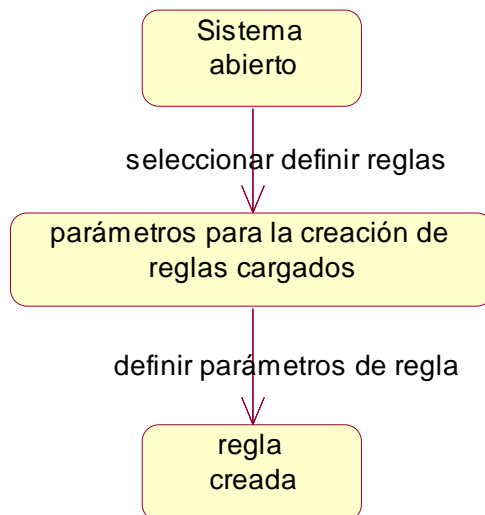 Sistema
abierto
seleccionar definir reglas
parámetros para la creación de
reglas cargados
definir parámetros de regla
regla
creada